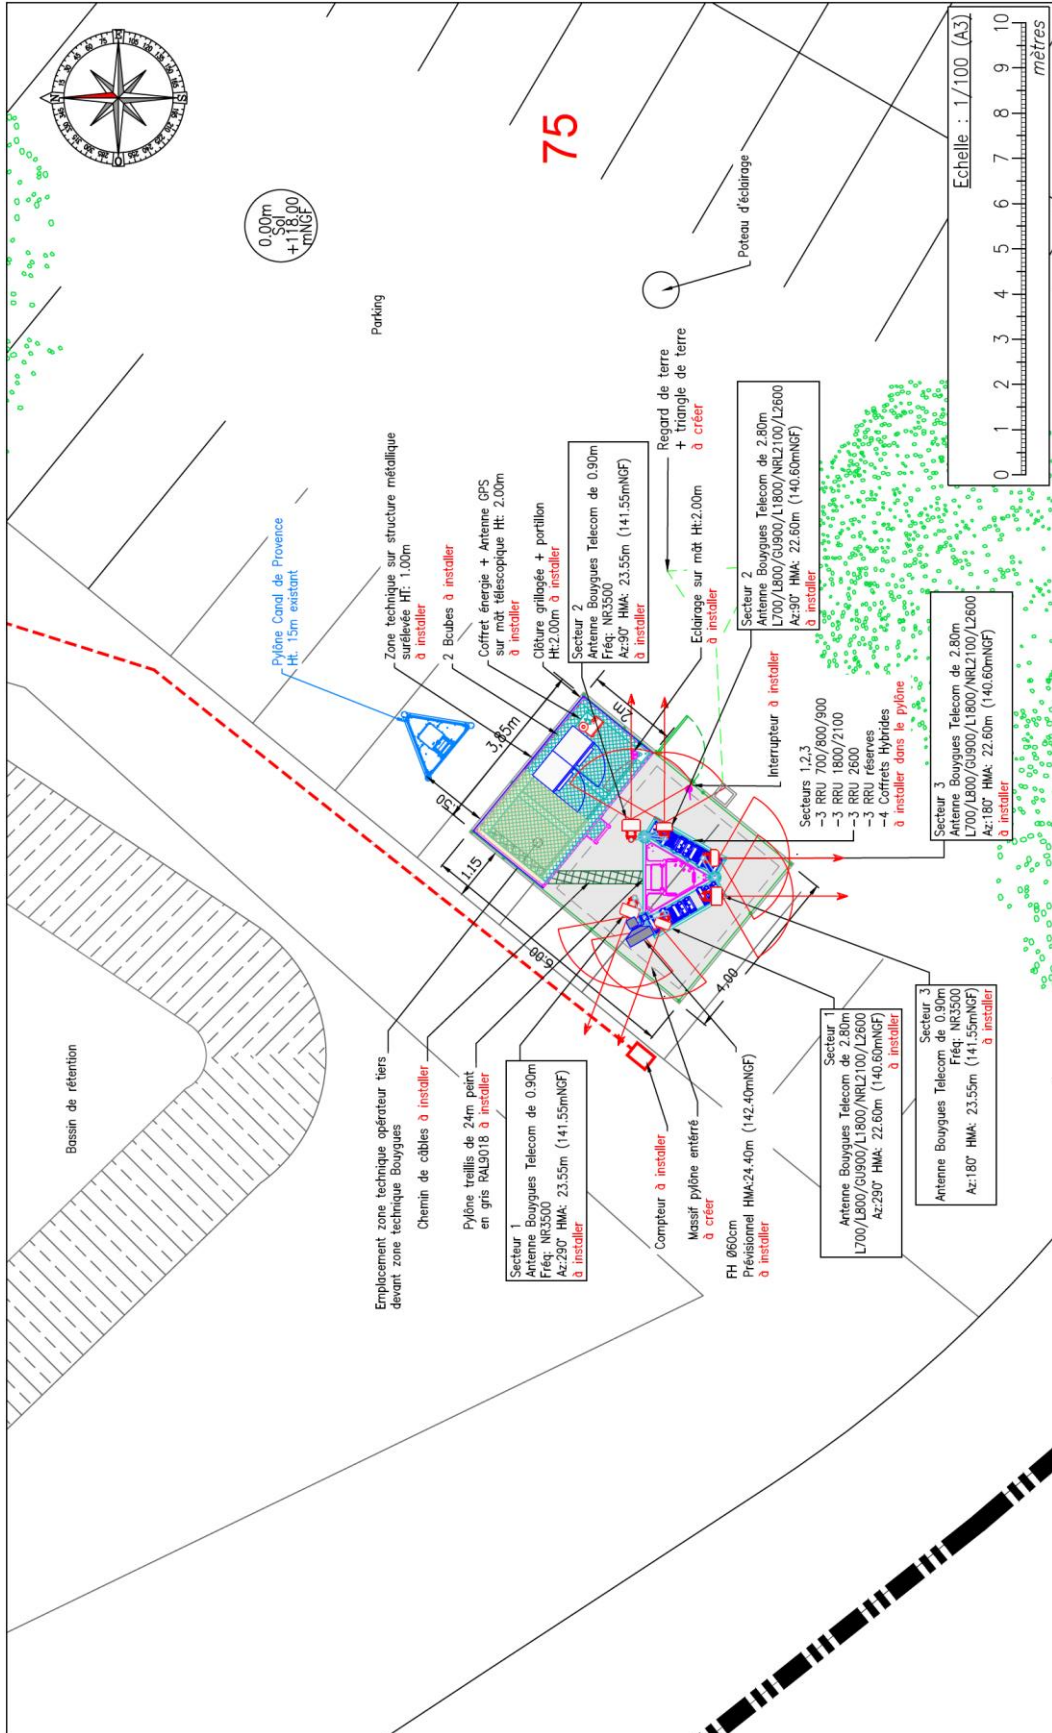 Bassin de rétention
N
E
S
O
0.00m
Sol
+118.00
mNGF
75
Parking
Poteau d'éclairage
Pylône Canal de Provence
Ht. 15m existant
Zone technique sur structure métallique
surélevée HT: 1.00m
à installer
2 Bcubes à installer
Coffret énergie + Antenne GPS
sur mât télescopique Ht: 2.00m
à installer
Clôture grillagée + portillon
Ht:2.00m à installer
Secteur 2
Antenne Bouygues Telecom de 0.90m
Fréq: NR3500
Az:90° HMA: 23.55m (141.55mNGF)
à installer
Regard de terre
+ triangle de terre
à créer
Eclairage sur mât Ht:2.00m
à installer
Secteur 2
Antenne Bouygues Telecom de 2.80m
L700/L800/GU900/L1800/NRL2100/L2600
Az:90° HMA: 22.60m (140.60mNGF)
à installer
Interrupteur à installer
Secteurs 1,2,3
-3 RRU 700/800/900
-3 RRU 1800/2100
-3 RRU 2600
-3 RRU réserves
-4 Coffrets Hybrides
à installer dans le pylône
Secteur 3
Antenne Bouygues Telecom de 2.80m
L700/L800/GU900/L1800/NRL2100/L2600
Az:180° HMA: 22.60m (140.60mNGF)
à installer
3,85m
2m
1.15
6.00
4,00
Emplacement zone technique opérateur tiers
devant zone technique Bouygues
Chemin de câbles à installer
Pylône treillis de 24m peint
en gris RAL9018 à installer
Secteur 1
Antenne Bouygues Telecom de 0.90m
Fréq: NR3500
Az:290° HMA: 23.55m (141.55mNGF)
à installer
Compteur à installer
Massif pylône entérré
à créer
FH Ø60cm
Prévisionnel HMA:24.40m (142.40mNGF)
à installer
Secteur 1
Antenne Bouygues Telecom de 2.80m
L700/L800/GU900/L1800/NRL2100/L2600
Az:290° HMA: 22.60m (140.60mNGF)
à installer
Secteur 3
Antenne Bouygues Telecom de 0.90m
Fréq: NR3500
Az:180° HMA: 23.55m (141.55mNGF)
à installer
Echelle : 1/100 (A3)
0 1 2 3 4 5 6 7 8 9 10
mètres